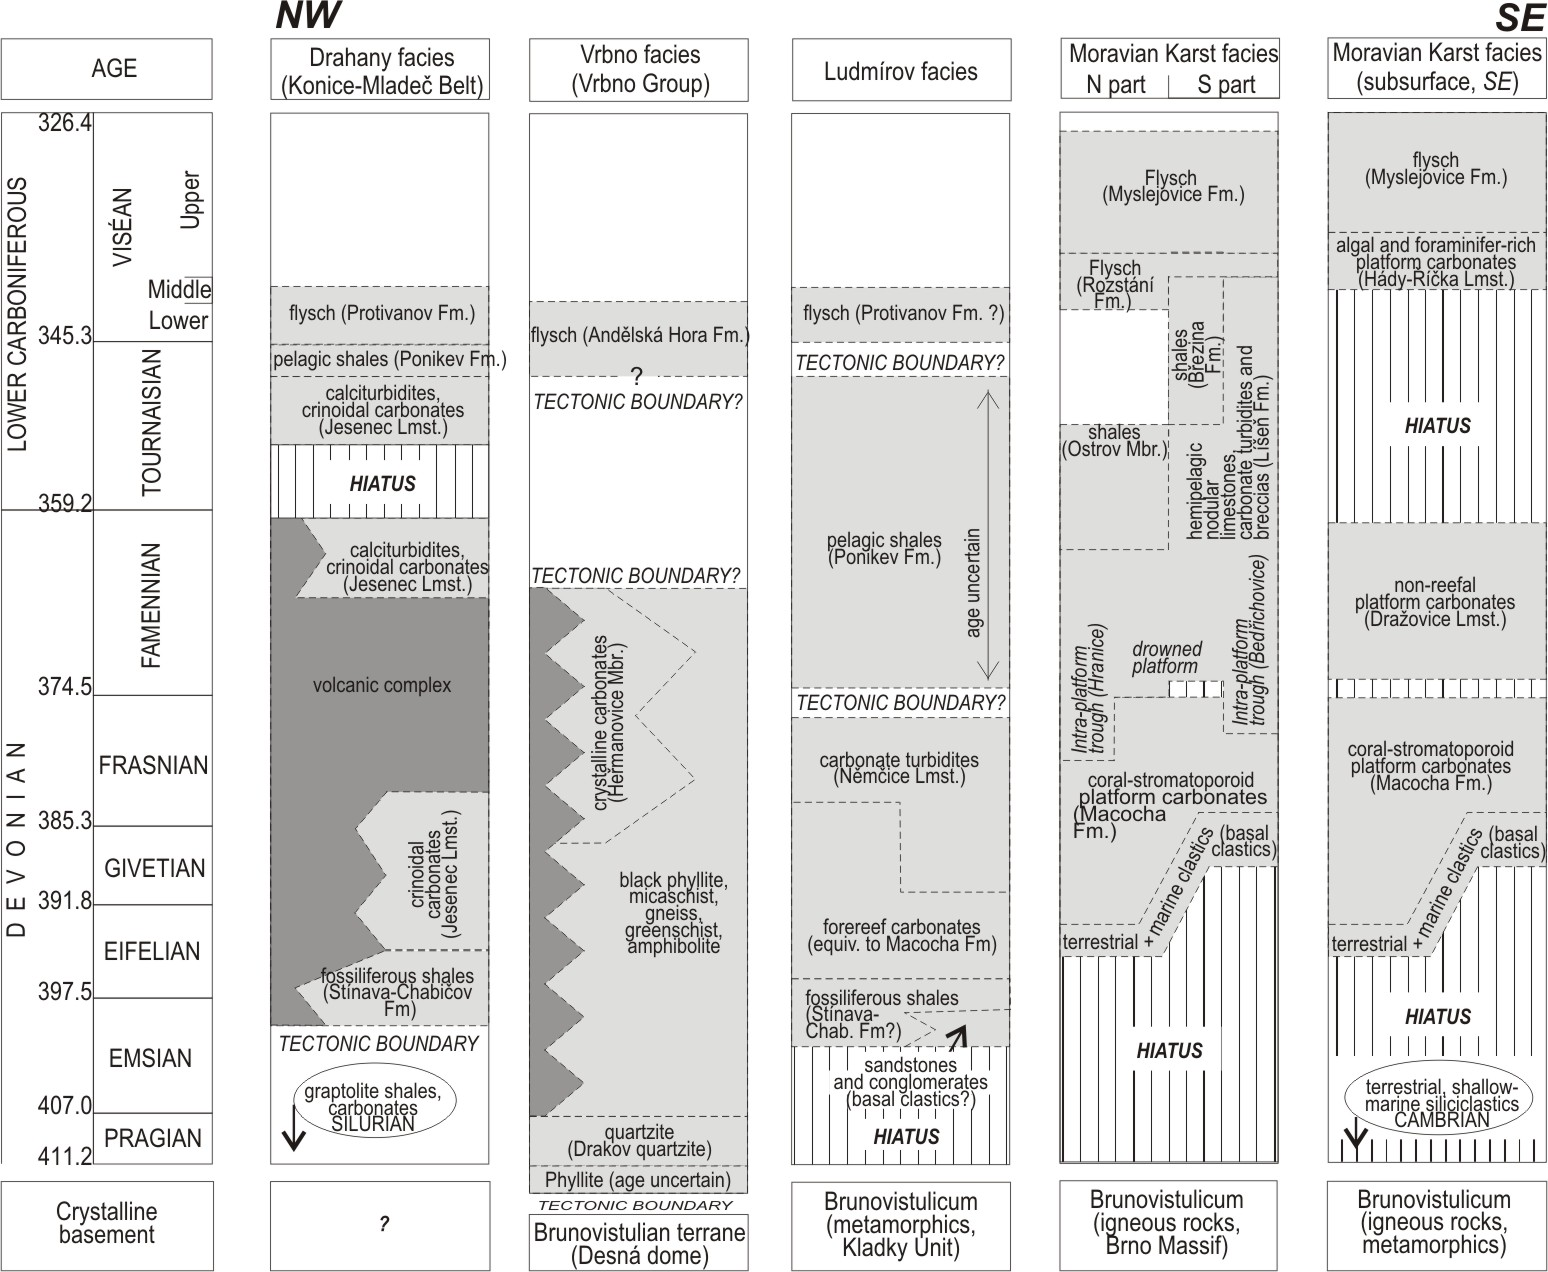 NW
SE
AGE
Drahany facies
(Konice-Mladeč Belt)
Vrbno facies
(Vrbno Group)
Ludmírov facies
Moravian Karst facies
N part
S part
Moravian Karst facies
(subsurface, SE)
LOWER CARBONIFEROUS
DEVONIAN
326.4
VISÉAN
Upper
Middle
Lower
345.3
TOURNAISIAN
359.2
FAMENNIAN
374.5
FRASNIAN
385.3
GIVETIAN
391.8
EIFELIAN
397.5
EMSIAN
407.0
PRAGIAN
411.2
Crystalline
basement
flysch (Protivanov Fm.)
pelagic shales (Ponikev Fm.)
calciturbidites,
crinoidal carbonates
(Jesenec Lmst.)
HIATUS
calciturbidites,
crinoidal carbonates
(Jesenec Lmst.)
volcanic complex
crinoidal
carbonates
(Jesenec Lmst.)
fossiliferous shales
(Stínava-Chabičov
Fm)
TECTONIC BOUNDARY
graptolite shales,
carbonates
SILURIAN
?
flysch (Andělská Hora Fm.)
?
TECTONIC BOUNDARY?
TECTONIC BOUNDARY?
crystalline carbonates
(Heřmanovice Mbr.)
black phyllite,
micaschist,
gneiss,
greenschist,
amphibolite
quartzite
(Drakov quartzite)
Phyllite (age uncertain)
TECTONIC BOUNDARY
Brunovistulian terrane
(Desná dome)
flysch (Protivanov Fm. ?)
TECTONIC BOUNDARY?
pelagic shales
(Ponikev Fm.)
age uncertain
TECTONIC BOUNDARY?
carbonate turbidites
(Němčice Lmst.)
forereef carbonates
(equiv. to Macocha Fm)
fossiliferous shales
(Stínava-
Chab. Fm?)
sandstones
and conglomerates
(basal clastics?)
HIATUS
Brunovistulicum
(metamorphics,
Kladky Unit)
Flysch
(Myslejovice Fm.)
Flysch
(Rozstání
Fm.)
shales
(Březina
Fm.)
shales
(Ostrov Mbr.)
hemipelagic
nodular
limestones,
carbonate turbidites and
breccias (Líšeň Fm.)
Intra-platform
trough (Hranice)
drowned
platform
Intra-platform
trough (Bedřichovice)
coral-stromatoporoid
platform carbonates
(Macocha
Fm.)
terrestrial + marine clastics
(basal
clastics)
HIATUS
Brunovistulicum
(igneous rocks,
Brno Massif)
flysch
(Myslejovice Fm.)
algal and foraminifer-rich
platform carbonates
(Hády-Říčka Lmst.)
HIATUS
non-reefal
platform carbonates
(Dražovice Lmst.)
coral-stromatoporoid
platform carbonates
(Macocha Fm.)
terrestrial + marine clastics
(basal
clastics)
HIATUS
terrestrial, shallow-
marine siliciclastics
CAMBRIAN
Brunovistulicum
(igneous rocks,
metamorphics)